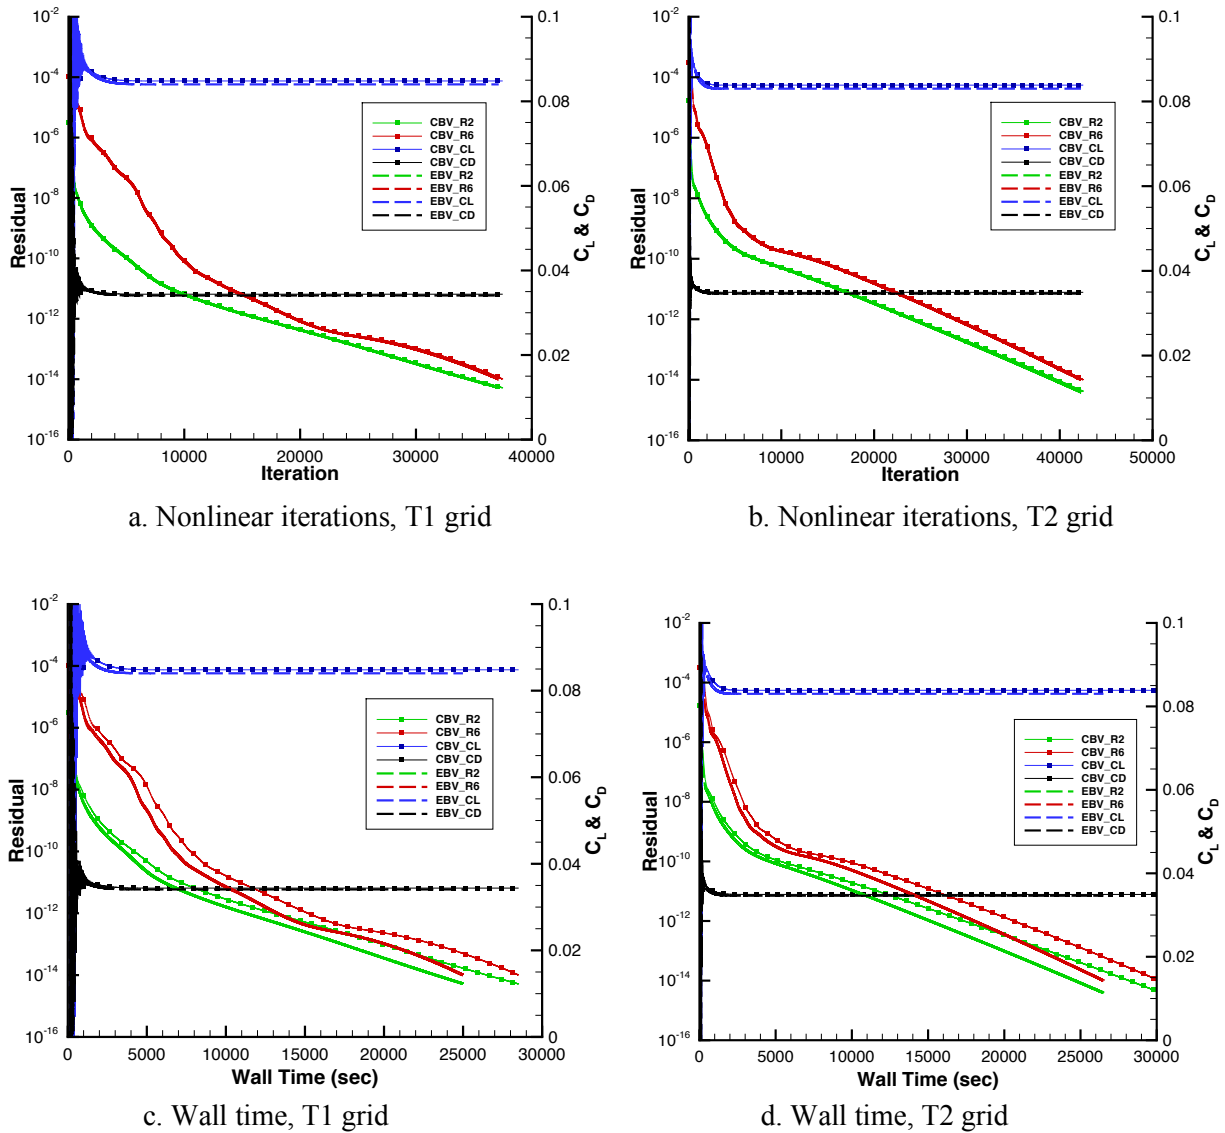 10-2
10-4
10-6
10-8
10-10
10-12
10-14
10-16
Residual
0.1
0.08
0.06
0.04
0.02
0
CL & CD
CBV_R2
CBV_R6
CBV_CL
CBV_CD
EBV_R2
EBV_R6
EBV_CL
EBV_CD
0 10000 20000 30000 40000
Iteration
a. Nonlinear iterations, T1 grid
10-2
10-4
10-6
10-8
10-10
10-12
10-14
10-16
Residual
0.1
0.08
0.06
0.04
0.02
0
CL & CD
CBV_R2
CBV_R6
CBV_CL
CBV_CD
EBV_R2
EBV_R6
EBV_CL
EBV_CD
0 10000 20000 30000 40000 50000
Iteration
b. Nonlinear iterations, T2 grid
10-2
10-4
10-6
10-8
10-10
10-12
10-14
10-16
Residual
0.1
0.08
0.06
0.04
0.02
0
CL & CD
CBV_R2
CBV_R6
CBV_CL
CBV_CD
EBV_R2
EBV_R6
EBV_CL
EBV_CD
0 5000 10000 15000 20000 25000 30000
Wall Time (sec)
c. Wall time, T1 grid
10-2
10-4
10-6
10-8
10-10
10-12
10-14
10-16
Residual
0.1
0.08
0.06
0.04
0.02
0
CL & CD
CBV_R2
CBV_R6
CBV_CL
CBV_CD
EBV_R2
EBV_R6
EBV_CL
EBV_CD
0 5000 10000 15000 20000 25000 30000
Wall Time (sec)
d. Wall time, T2 grid